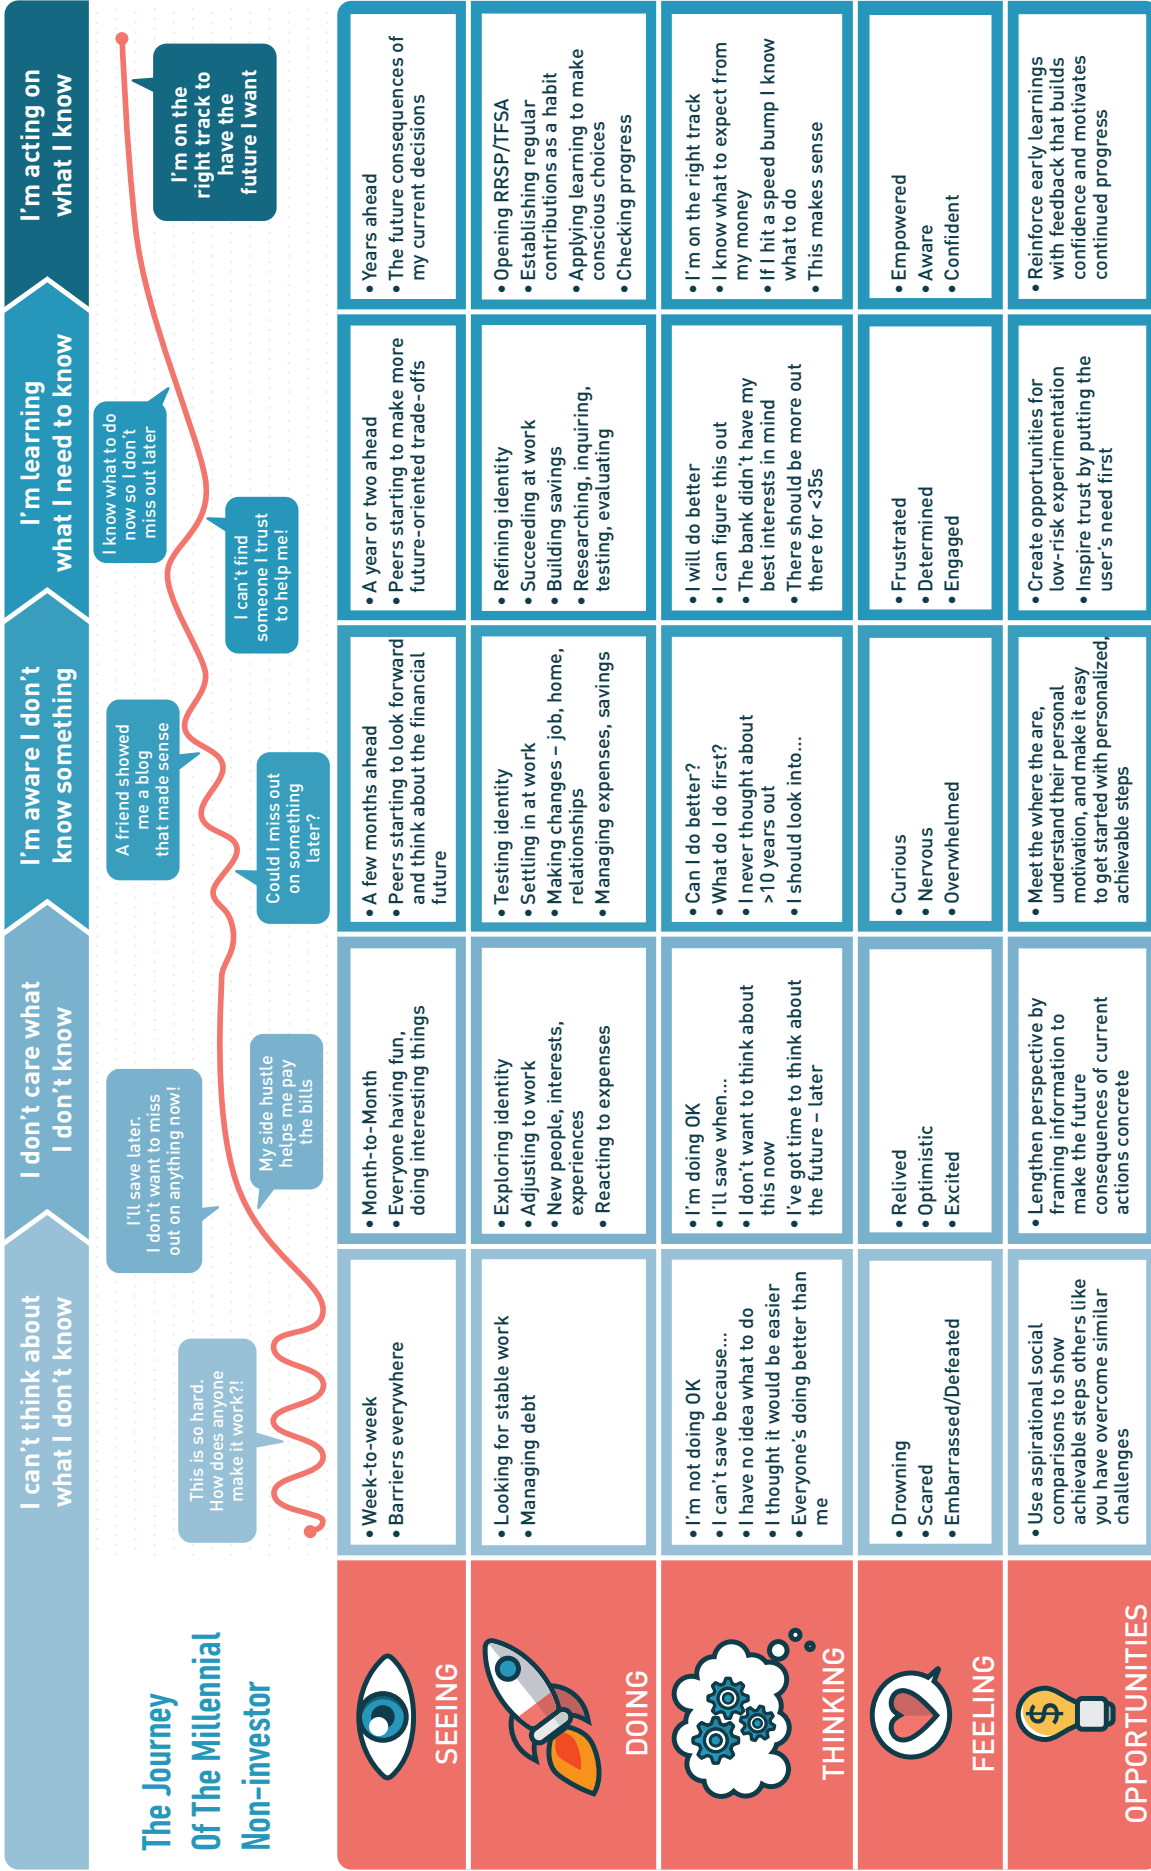 I can't think about
what I don't know
I don't care what
I don't know
I'm aware I don't
know something
I'm learning
what I need to know
I'm acting on
what I know
The Journey
Of The Millennial
Non-investor
This is so hard.
How does anyone
make it work?!
I'll save later.
I don't want to miss
out on anything now!
My side hustle
helps me pay
the bills
A friend showed
me a blog
that made sense
Could I miss out
on something
later?
I know what to do
now so I don't
miss out later
I can't find
someone I trust
to help me!
I'm on the
right track to
have the
future I want
SEEING
• Week-to-week
• Barriers everywhere
• Month-to-Month
• Everyone having fun,
doing interesting things
• A few months ahead
• Peers starting to look forward
and think about the financial
future
• A year or two ahead
• Peers starting to make more
future-oriented trade-offs
• Years ahead
• The future consequences of
my current decisions
DOING
• Looking for stable work
• Managing debt
• Exploring identity
• Adjusting to work
• New people, interests,
experiences
• Reacting to expenses
• Testing identity
• Settling in at work
• Making changes – job, home,
relationships
• Managing expenses, savings
• Refining identity
• Succeeding at work
• Building savings
• Researching, inquiring,
testing, evaluating
• Opening RRSP/TFSA
• Establishing regular
contributions as a habit
• Applying learning to make
conscious choices
• Checking progress
THINKING
• I'm not doing OK
• I can't save because...
• I have no idea what to do
• I thought it would be easier
• Everyone's doing better than
me
• I'm doing OK
• I'll save when...
• I don't want to think about
this now
• I've got time to think about
the future – later
• Can I do better?
• What do I do first?
• I never thought about
>10 years out
• I should look into...
• I will do better
• I can figure this out
• The bank didn't have my
best interests in mind
• There should be more out
there for <35s
• I'm on the right track
• I know what to expect from
my money
• If I hit a speed bump I know
what to do
• This makes sense
FEELING
• Drowning
• Scared
• Embarrassed/Defeated
• Relived
• Optimistic
• Excited
• Curious
• Nervous
• Overwhelmed
• Frustrated
• Determined
• Engaged
• Empowered
• Aware
• Confident
$
OPPORTUNITIES
• Use aspirational social
comparisons to show
achievable steps others like
you have overcome similar
challenges
• Lengthen perspective by
framing information to
make the future
consequences of current
actions concrete
• Meet the where the are,
understand their personal
motivation, and make it easy
to get started with personalized,
achievable steps
• Create opportunities for
low-risk experimentation
• Inspire trust by putting the
user's need first
• Reinforce early learnings
with feedback that builds
confidence and motivates
continued progress